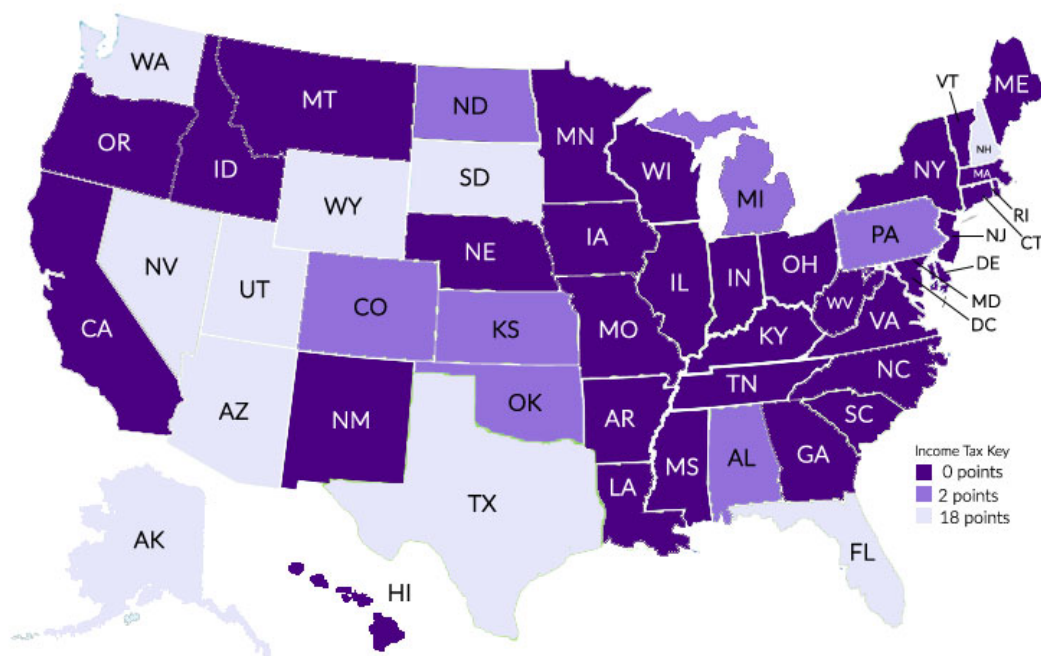 WA
MT
ND
MN
VT
ME
OR
ID
SD
WI
NY
NH
MA
WY
MI
RI
CT
NE
IA
PA
NJ
NV
UT
IL
IN
OH
DE
CA
CO
KS
MO
WV
VA
MD
DC
KY
AZ
NM
OK
AR
TN
NC
SC
MS
AL
GA
Income Tax Key
0 points
2 points
18 points
LA
TX
AK
FL
HI